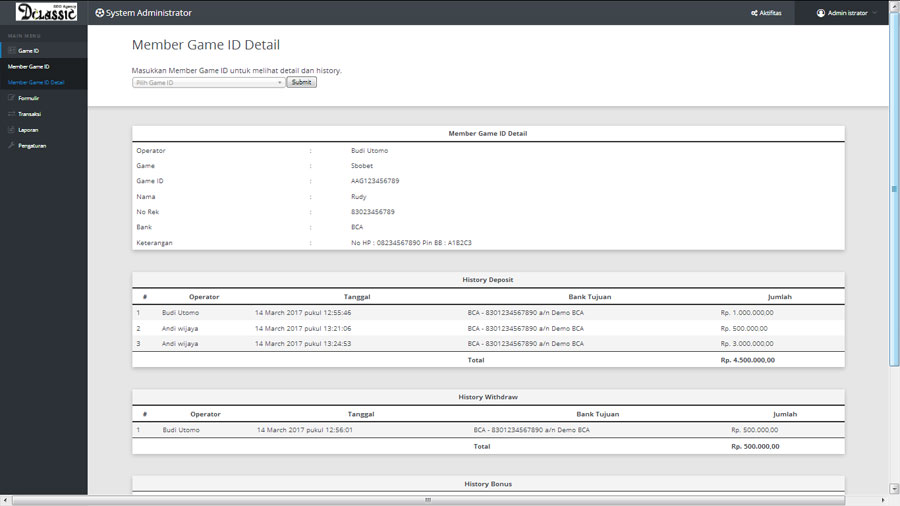 SEO Agency
Dclassic
System Administrator
Aktifitas
Admin istrator
MAIN MENU
Game ID
Member Game ID
Member Game ID Detail
Formulir
Transaksi
Laporan
Pengaturan
Member Game ID Detail
Masukkan Member Game ID untuk melihat detail dan history.
Pilih Game ID Submit
Member Game ID Detail
Operator : Budi Utomo
Game : Sbobet
Game ID : AAG123456789
Nama : Rudy
No Rek : 83023456789
Bank : BCA
Keterangan : No HP : 08234567890 Pin BB : A1B2C3
History Deposit
# Operator Tanggal Bank Tujuan Jumlah
1 Budi Utomo 14 March 2017 pukul 12:55:46 BCA - 8301234567890 a/n Demo BCA Rp. 1.000.000,00
2 Andi wijaya 14 March 2017 pukul 13:21:06 BCA - 8301234567890 a/n Demo BCA Rp. 500.000,00
3 Andi wijaya 14 March 2017 pukul 13:24:53 BCA - 8301234567890 a/n Demo BCA Rp. 3.000.000,00
Total Rp. 4.500.000,00
History Withdraw
# Operator Tanggal Bank Tujuan Jumlah
1 Budi Utomo 14 March 2017 pukul 12:56:01 BCA - 8301234567890 a/n Demo BCA Rp. 500.000,00
Total Rp. 500.000,00
History Bonus